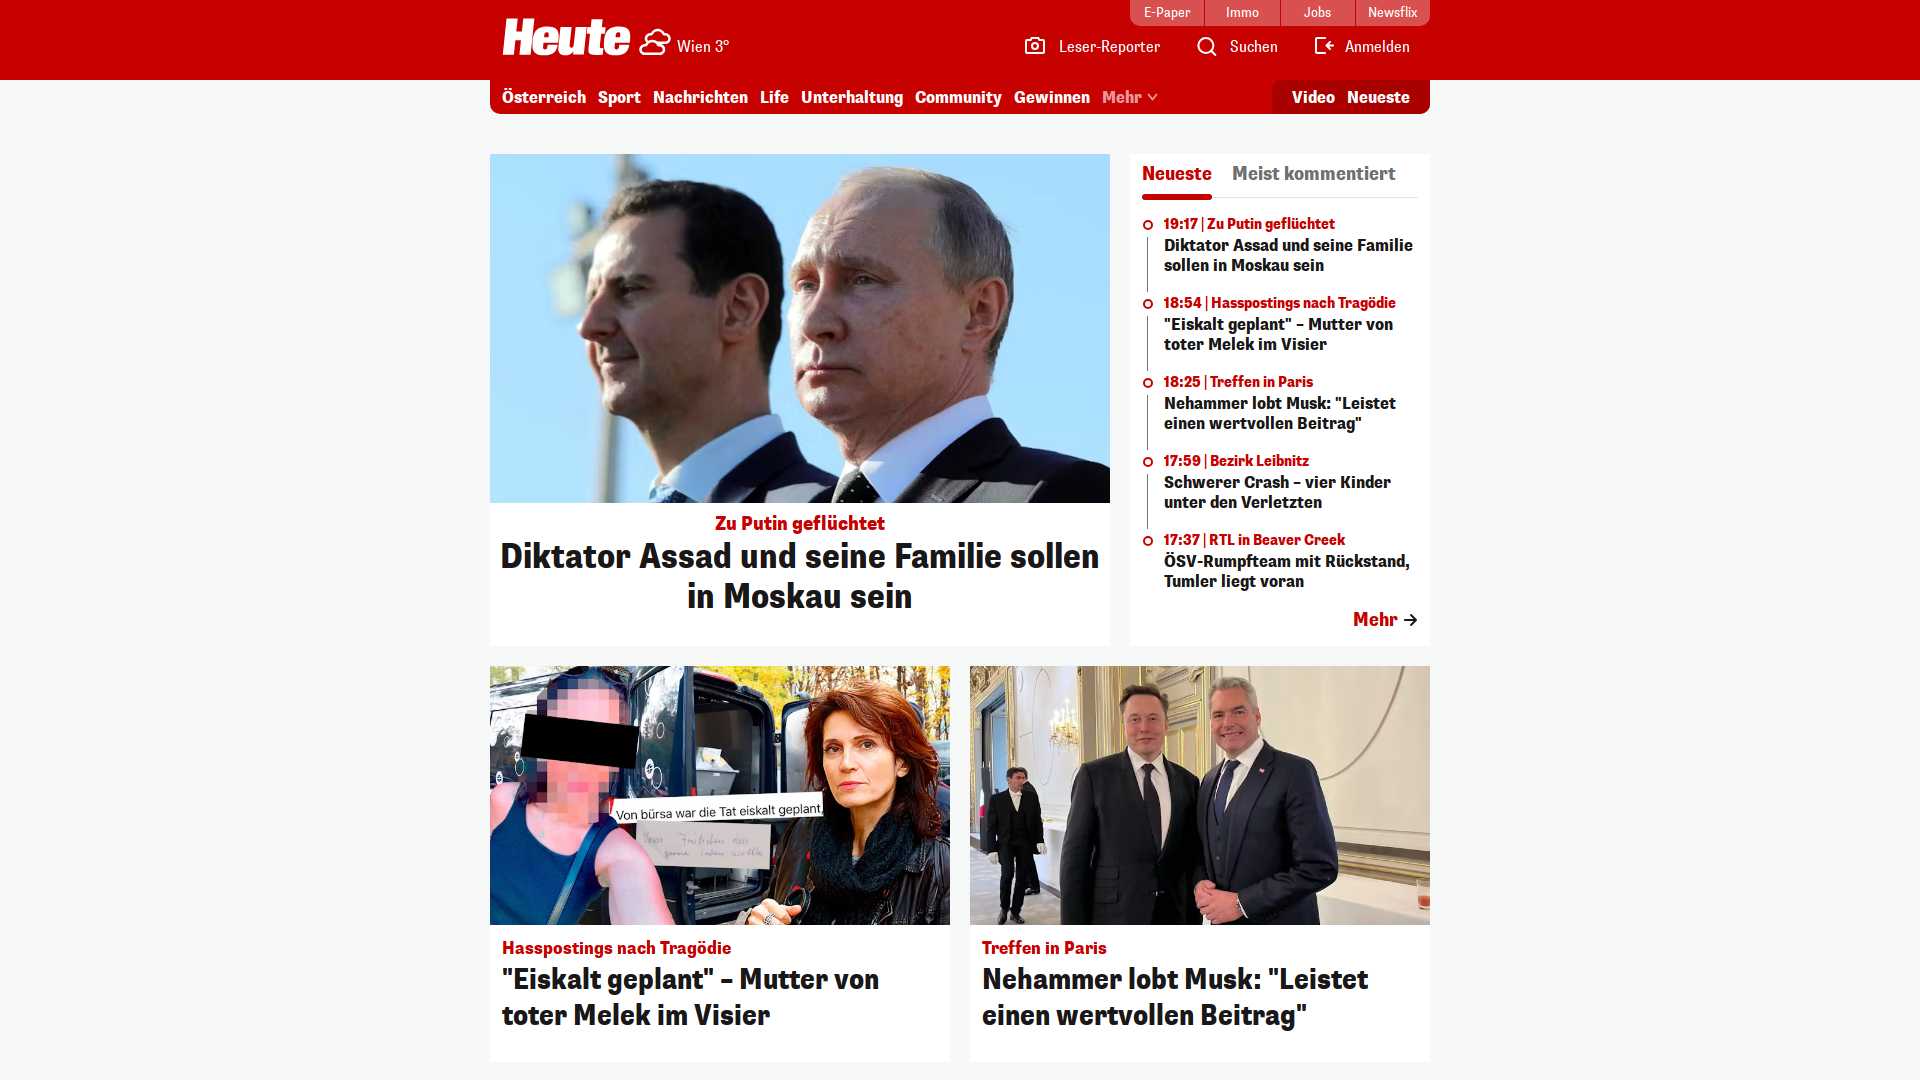 E-Paper
Immo
Jobs
Newsflix
Heute
Wien 3°
Leser-Reporter
Suchen
Anmelden
Österreich
Sport
Nachrichten
Life
Unterhaltung
Community
Gewinnen
Mehr
Video
Neueste
Zu Putin geflüchtet
Diktator Assad und seine Familie sollen
in Moskau sein
Neueste
Meist kommentiert
19:17 | Zu Putin geflüchtet
Diktator Assad und seine Familie
sollen in Moskau sein
18:54 | Hasspostings nach Tragödie
"Eiskalt geplant" – Mutter von
toter Melek im Visier
18:25 | Treffen in Paris
Nehammer lobt Musk: "Leistet
einen wertvollen Beitrag"
17:59 | Bezirk Leibnitz
Schwerer Crash – vier Kinder
unter den Verletzten
17:37 | RTL in Beaver Creek
ÖSV-Rumpfteam mit Rückstand,
Tumler liegt voran
Mehr
Von bürsa war die Tat eiskalt geplant,
Hasspostings nach Tragödie
"Eiskalt geplant" – Mutter von
toter Melek im Visier
Treffen in Paris
Nehammer lobt Musk: "Leistet
einen wertvollen Beitrag"